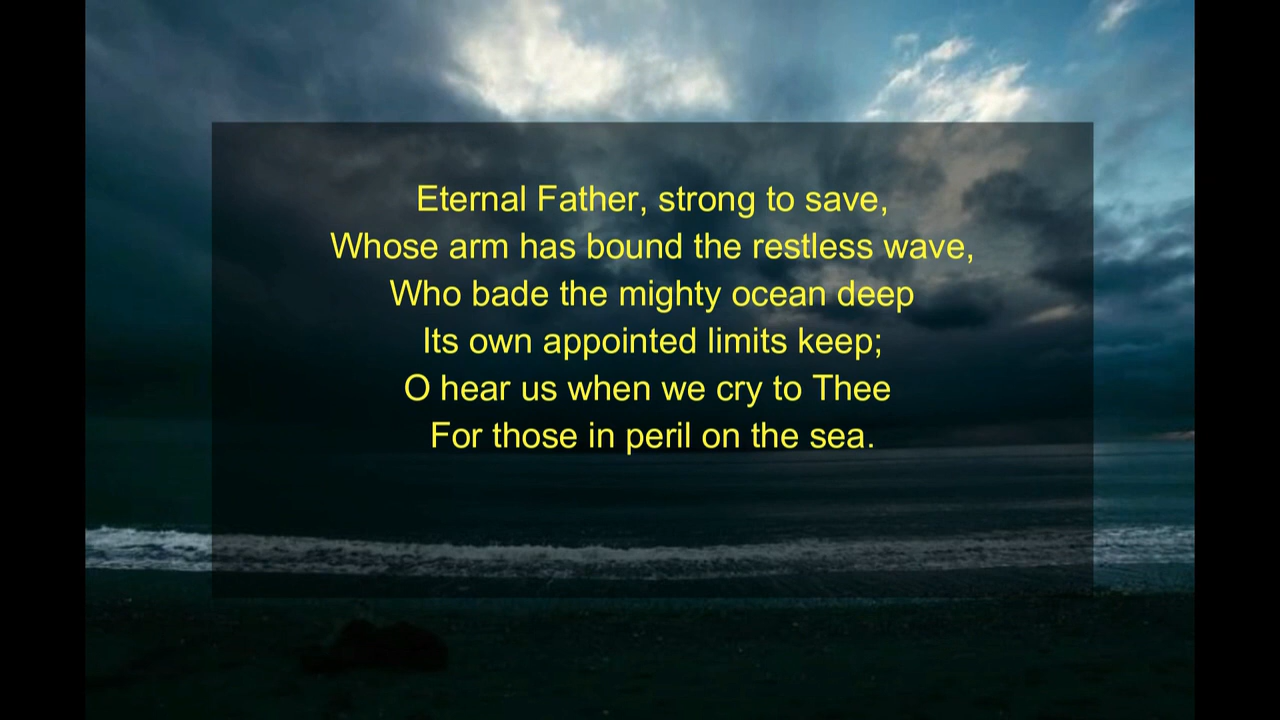 Eternal Father, strong to save,
Whose arm has bound the restless wave,
Who bade the mighty ocean deep
Its own appointed limits keep;
O hear us when we cry to Thee
For those in peril on the sea.